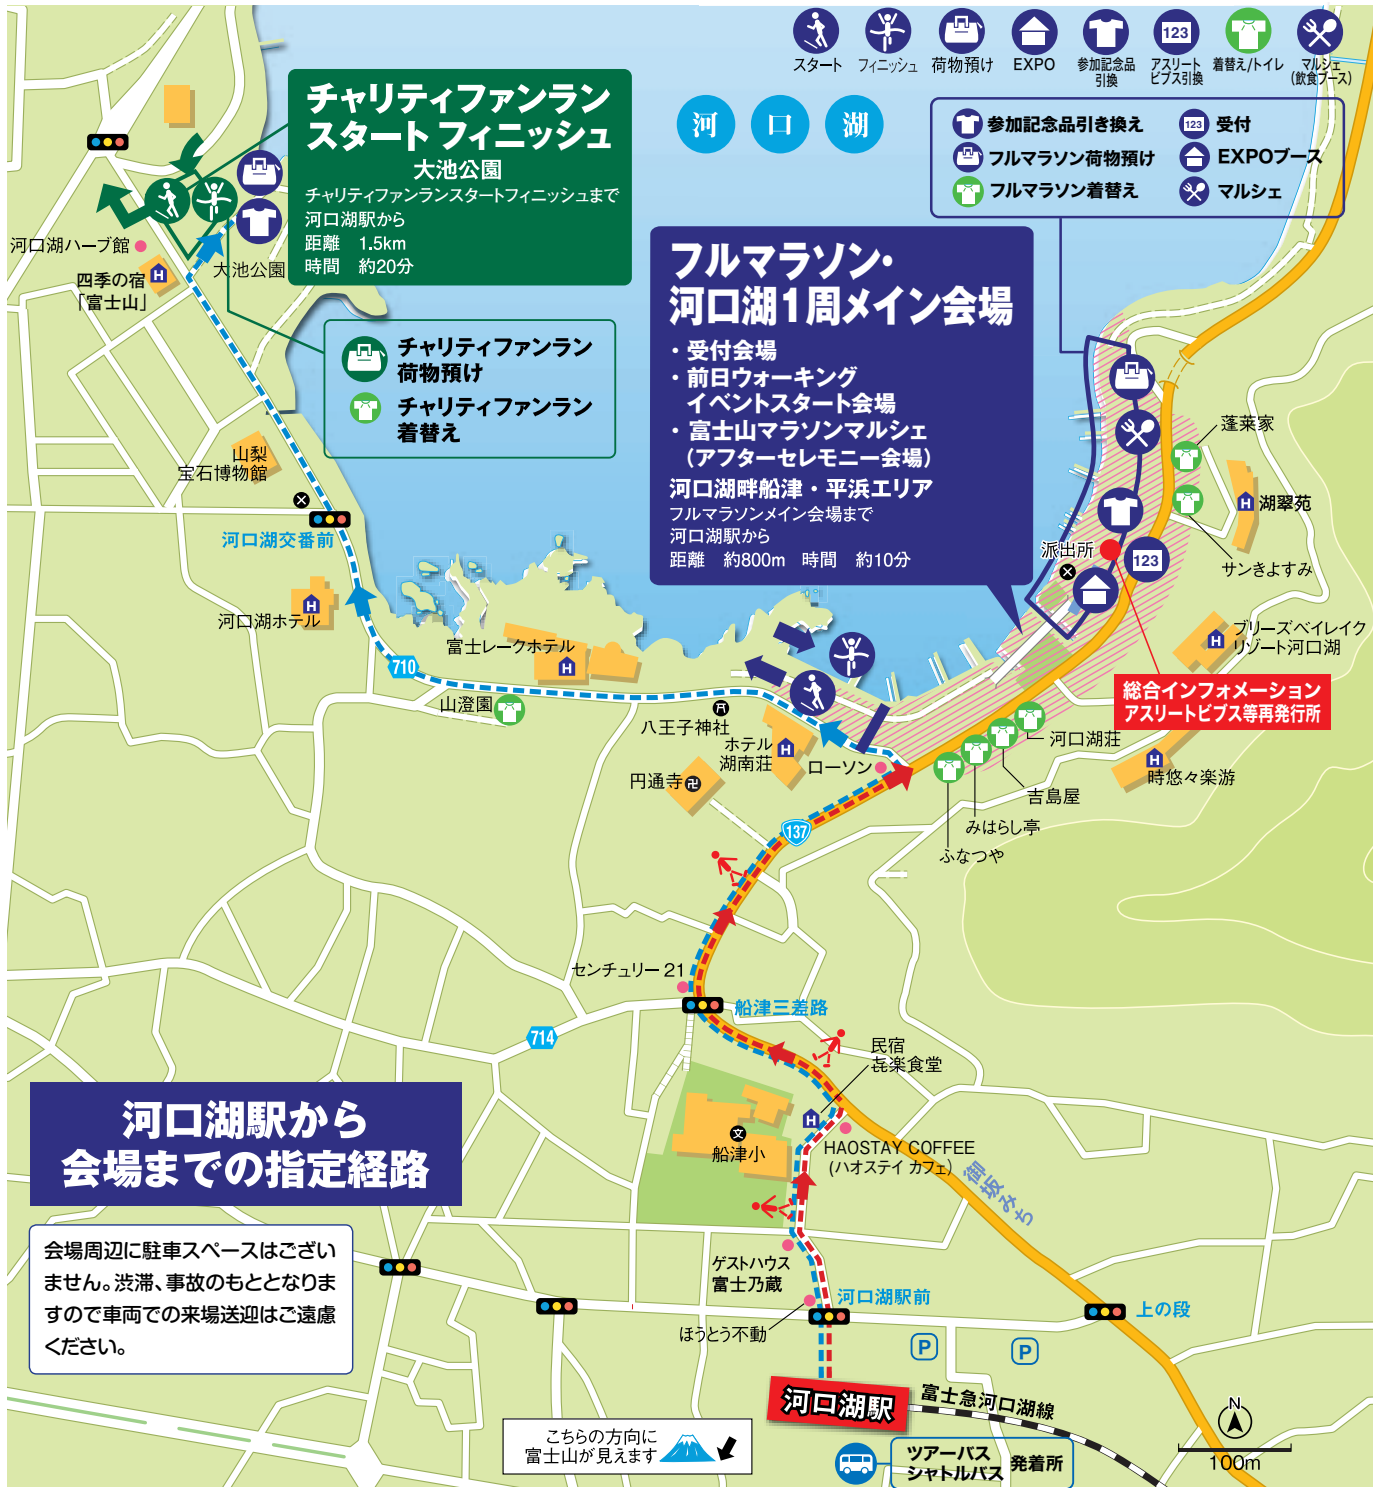 スタート
フィニッシュ
荷物預け
EXPO
参加記念品
引換
123
アスリート
ビブス引換
着替え/トイレ
マルシェ
(飲食ブース)
河口湖
参加記念品引き換え
123
受付
フルマラソン荷物預け
EXPOブース
フルマラソン着替え
マルシェ
チャリティファンラン
スタート フィニッシュ
大池公園
チャリティファンランスタートフィニッシュまで
河口湖駅から
距離 1.5km
時間 約20分
河口湖ハーブ館
大池公園
四季の宿
「富士山」
H
チャリティファンラン
荷物預け
チャリティファンラン
着替え
フルマラソン・
河口湖1周メイン会場
・受付会場
・前日ウォーキング
イベントスタート会場
・富士山マラソンマルシェ
(アフターセレモニー会場)
河口湖畔船津・平浜エリア
フルマラソンメイン会場まで
河口湖駅から
距離 約800m 時間 約10分
蓬莱家
H
湖翠苑
サンきよすみ
派出所
123
山梨
宝石博物館
河口湖交番前
H
河口湖ホテル
710
富士レークホテル
H
山澄園
八王子神社
ホテル
湖南荘
H
円通寺
卍
ローソン
H
ブリーズベイレイク
リゾート河口湖
総合インフォメーション
アスリートビブス等再発行所
河口湖荘
H
時悠々楽游
吉島屋
みはらし亭
ふなつや
137
センチュリー21
船津三差路
714
民宿
㐂楽食堂
H
HAOSTAY COFFEE
(ハオステイ カフェ)
文
船津小
御坂みち
河口湖駅から
会場までの指定経路
会場周辺に駐車スペースはござい
ません。渋滞、事故のもととなりま
すので車両での来場送迎はご遠慮
ください。
ゲストハウス
富士乃蔵
河口湖駅前
ほうとう不動
上の段
P
P
河口湖駅
富士急河口湖線
こちらの方向に
富士山が見えます
ツアーバス
シャトルバス
発着所
N
100m